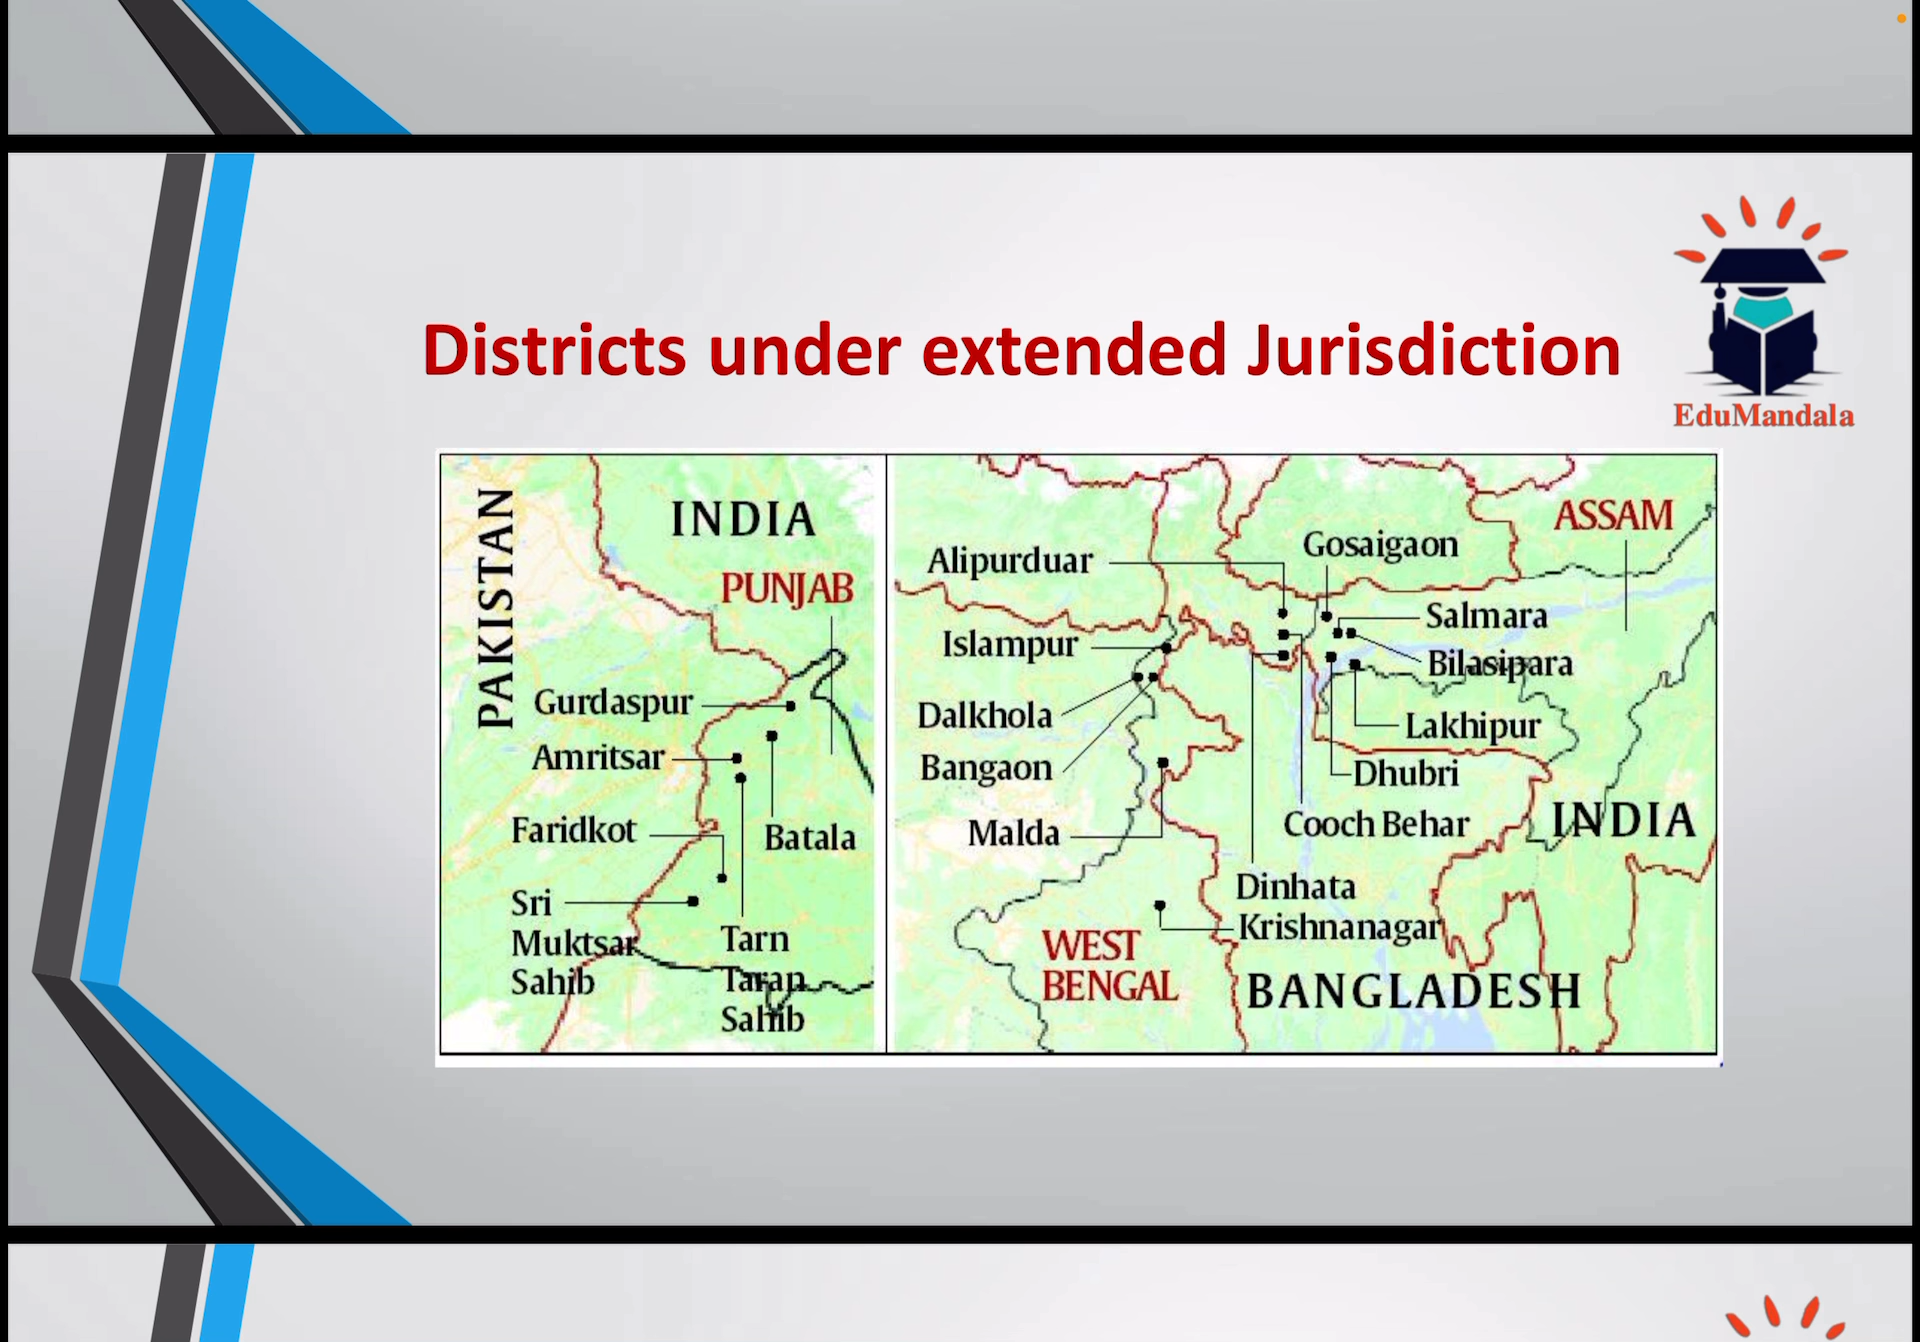 Districts under extended Jurisdiction
EduMandala
PAKISTAN
INDIA
PUNJAB
Gurdaspur
Amritsar
Faridkot
Batala
Sri
Muktsar
Sahib
Tarn
Taran
Sahib
ASSAM
Gosaigaon
Alipurduar
Salmara
Islampur
Bilasipara
Dalkhola
Lakhipur
Bangaon
Dhubri
Malda
Cooch Behar
INDIA
Dinhata
Krishnanagar
WEST
BENGAL
BANGLADESH